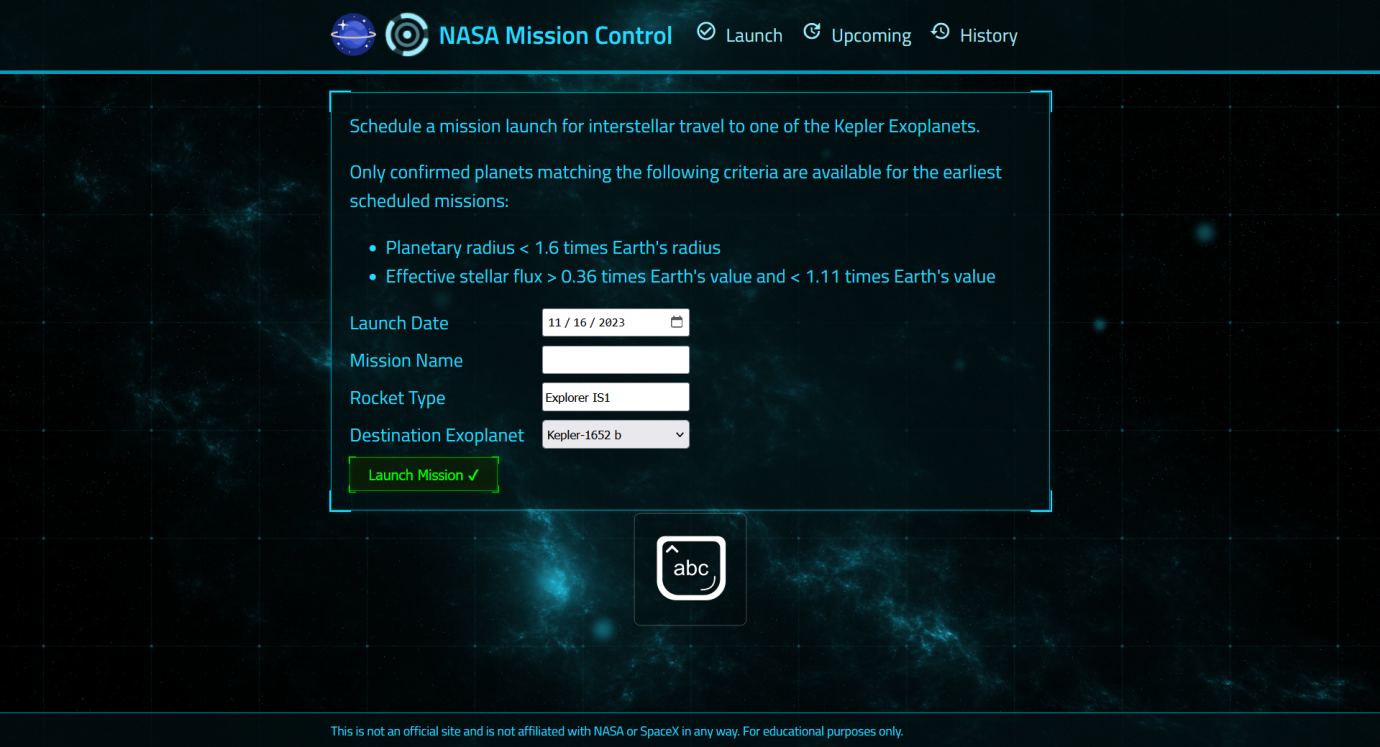 NASA Mission Control Launch Upcoming History
Schedule a mission launch for interstellar travel to one of the Kepler Exoplanets.
Only confirmed planets matching the following criteria are available for the earliest
scheduled missions:
• Planetary radius < 1.6 times Earth's radius
• Effective stellar flux > 0.36 times Earth's value and < 1.11 times Earth's value
Launch Date 11 / 16 / 2023
Mission Name
Rocket Type Explorer IS1
Destination Exoplanet Kepler-1652 b
Launch Mission ✓
abc
This is not an official site and is not affiliated with NASA or SpaceX in any way. For educational purposes only.